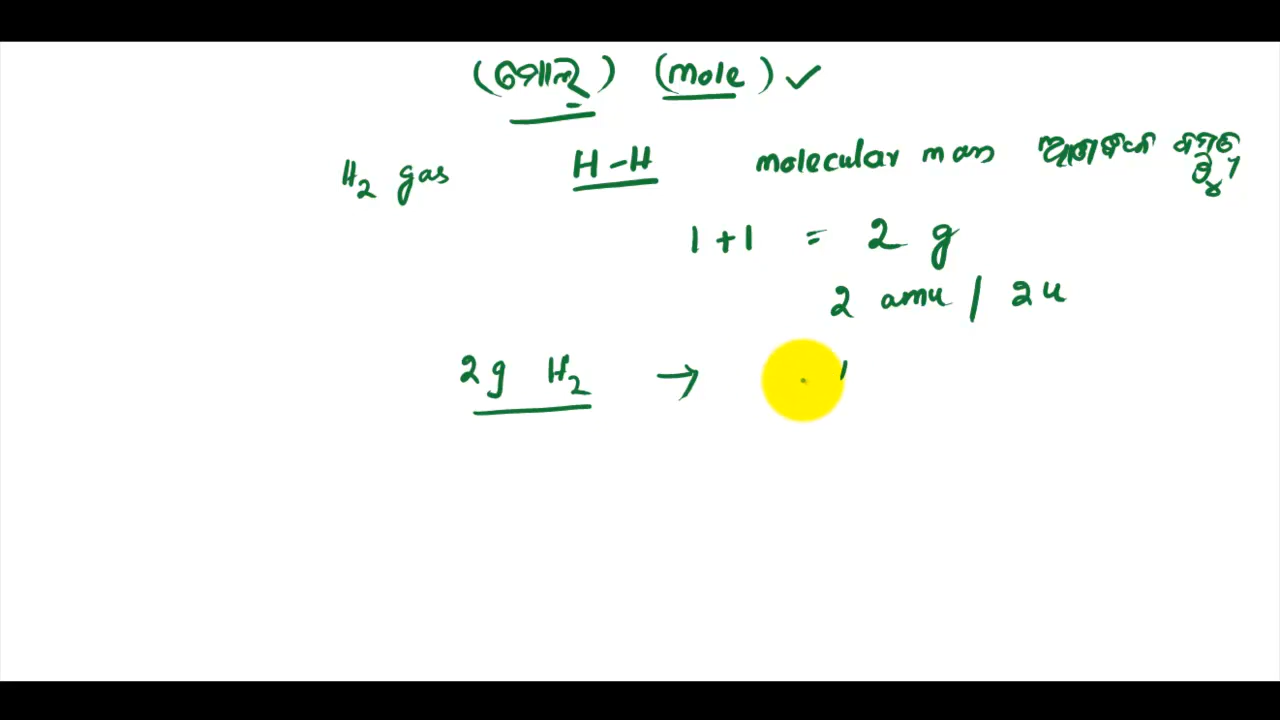 (ମୋଲ୍) (mole) ✓
H₂ gas H-H molecular mass
1 + 1 = 2 g
2 amu / 2u
2g H₂ →